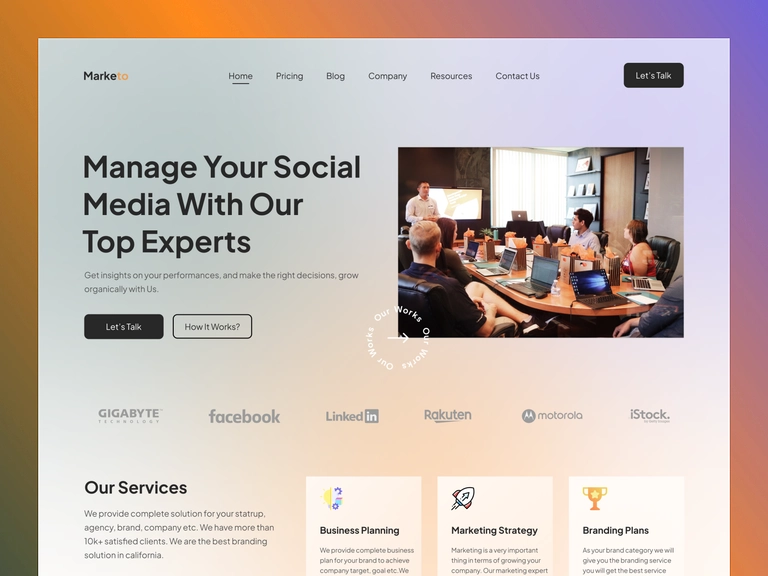 Marketo
Home Pricing Blog Company Resources Contact Us
Let's Talk
Manage Your Social
Media With Our
Top Experts
Get insights on your performances, and make the right decisions, grow
organically with Us.
Let's Talk
How It Works?
Our Works Our Works Our Works
GIGABYTE
TECHNOLOGY
facebook
Linked in
Rakuten
motorola
iStock.
Our Services
We provide complete solution for your statrup,
agency, brand, company etc. We have more than
10k+ satisfied clients. We are the best branding
solution in california.
Business Planning
We provide complete business
plan for your brand to achieve
company target, goal etc. We
Marketing Strategy
Marketing is a very important
thing in terms of growing your
company. Our marketing expert
Branding Plans
As your brand category we will
give you the branding service
you will get the best service